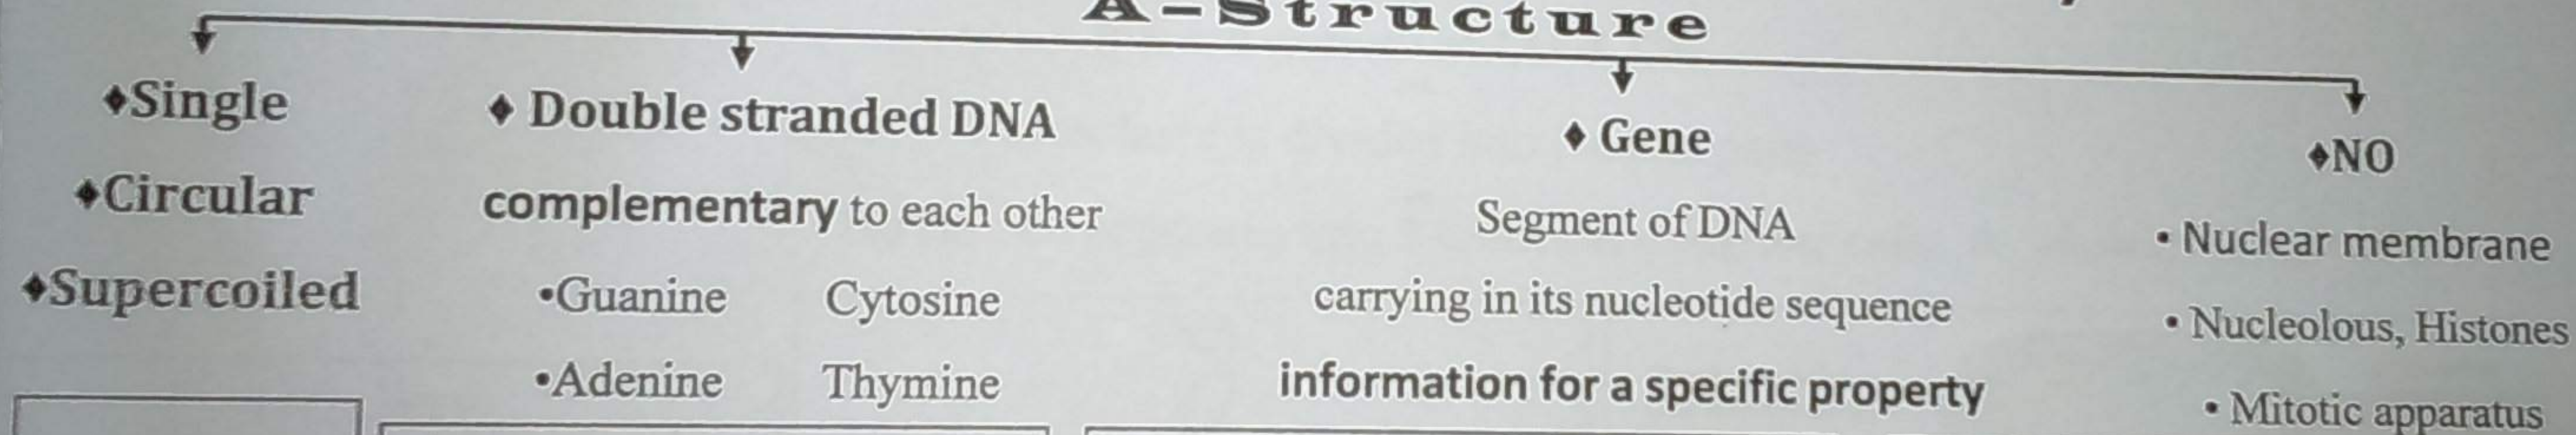 A-Structure
♦Single
♦Circular
♦Supercoiled
♦ Double stranded DNA
complementary to each other
•Guanine Cytosine
•Adenine Thymine
♦ Gene
Segment of DNA
carrying in its nucleotide sequence
information for a specific property
♦NO
• Nuclear membrane
• Nucleolous, Histones
• Mitotic apparatus